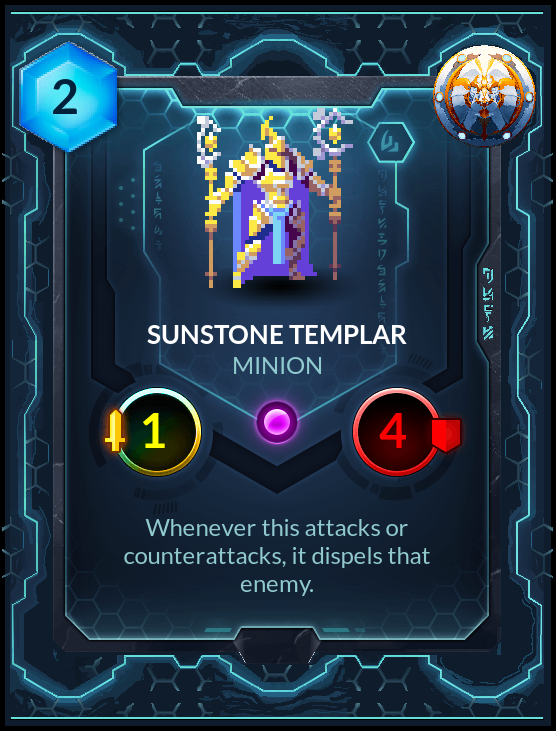 2
SUNSTONE TEMPLAR
MINION
1
4
Whenever this attacks or
counterattacks, it dispels that
enemy.